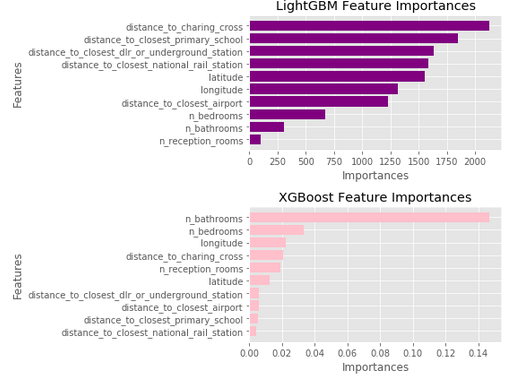 LightGBM Feature Importances
Features
distance_to_charing_cross
distance_to_closest_primary_school
distance_to_closest_dlr_or_underground_station
distance_to_closest_national_rail_station
latitude
longitude
distance_to_closest_airport
n_bedrooms
n_bathrooms
n_reception_rooms
0 250 500 750 1000 1250 1500 1750 2000
Importances
XGBoost Feature Importances
Features
n_bathrooms
n_bedrooms
longitude
distance_to_charing_cross
n_reception_rooms
latitude
distance_to_closest_dlr_or_underground_station
distance_to_closest_airport
distance_to_closest_primary_school
distance_to_closest_national_rail_station
0.00 0.02 0.04 0.06 0.08 0.10 0.12 0.14
Importances